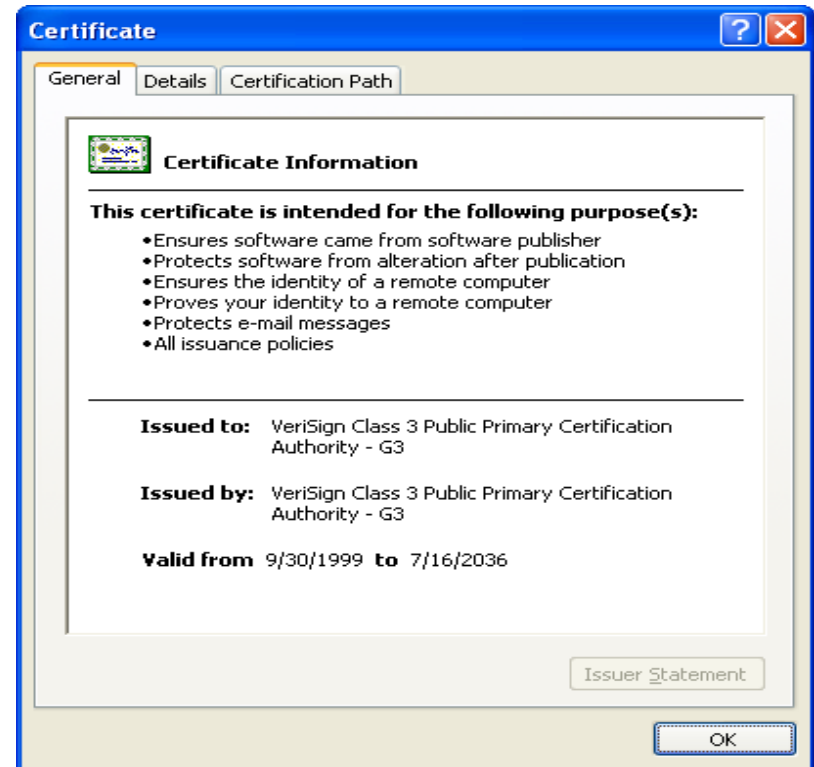 Certificate
General Details Certification Path
Certificate Information
This certificate is intended for the following purpose(s):
•Ensures software came from software publisher
•Protects software from alteration after publication
•Ensures the identity of a remote computer
•Proves your identity to a remote computer
•Protects e-mail messages
•All issuance policies
Issued to: VeriSign Class 3 Public Primary Certification
Authority - G3
Issued by: VeriSign Class 3 Public Primary Certification
Authority - G3
Valid from 9/30/1999 to 7/16/2036
Issuer Statement
OK